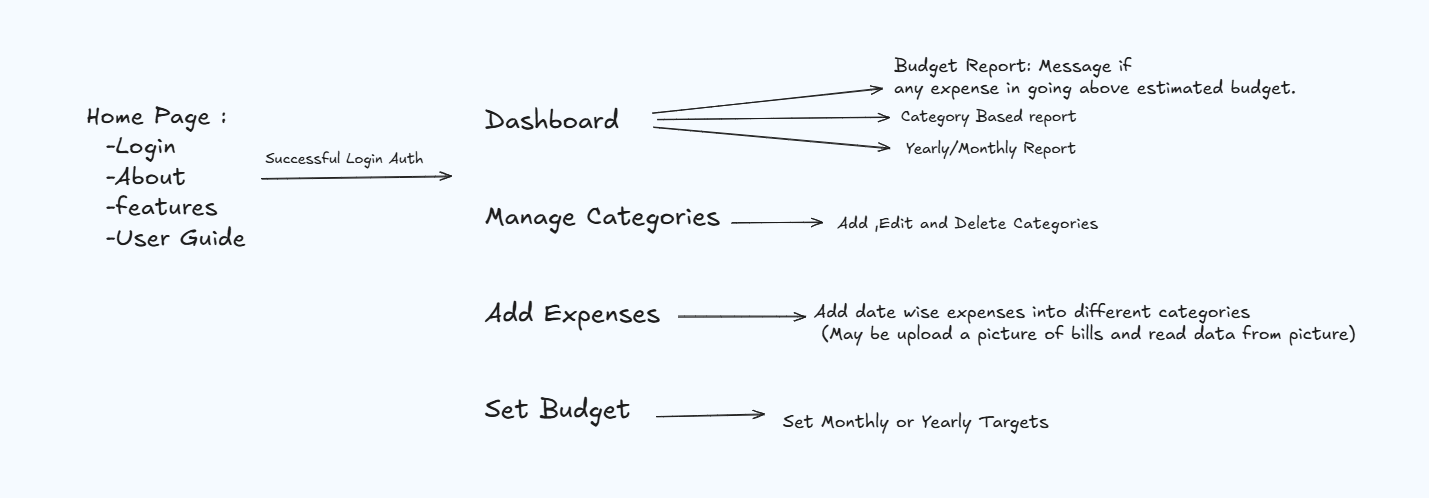 Home Page :
-Login
-About
-features
-User Guide
Successful Login Auth
Dashboard
Budget Report: Message if
any expense in going above estimated budget.
Category Based report
Yearly/Monthly Report
Manage Categories
Add ,Edit and Delete Categories
Add Expenses
Add date wise expenses into different categories
(May be upload a picture of bills and read data from picture)
Set Budget
Set Monthly or Yearly Targets